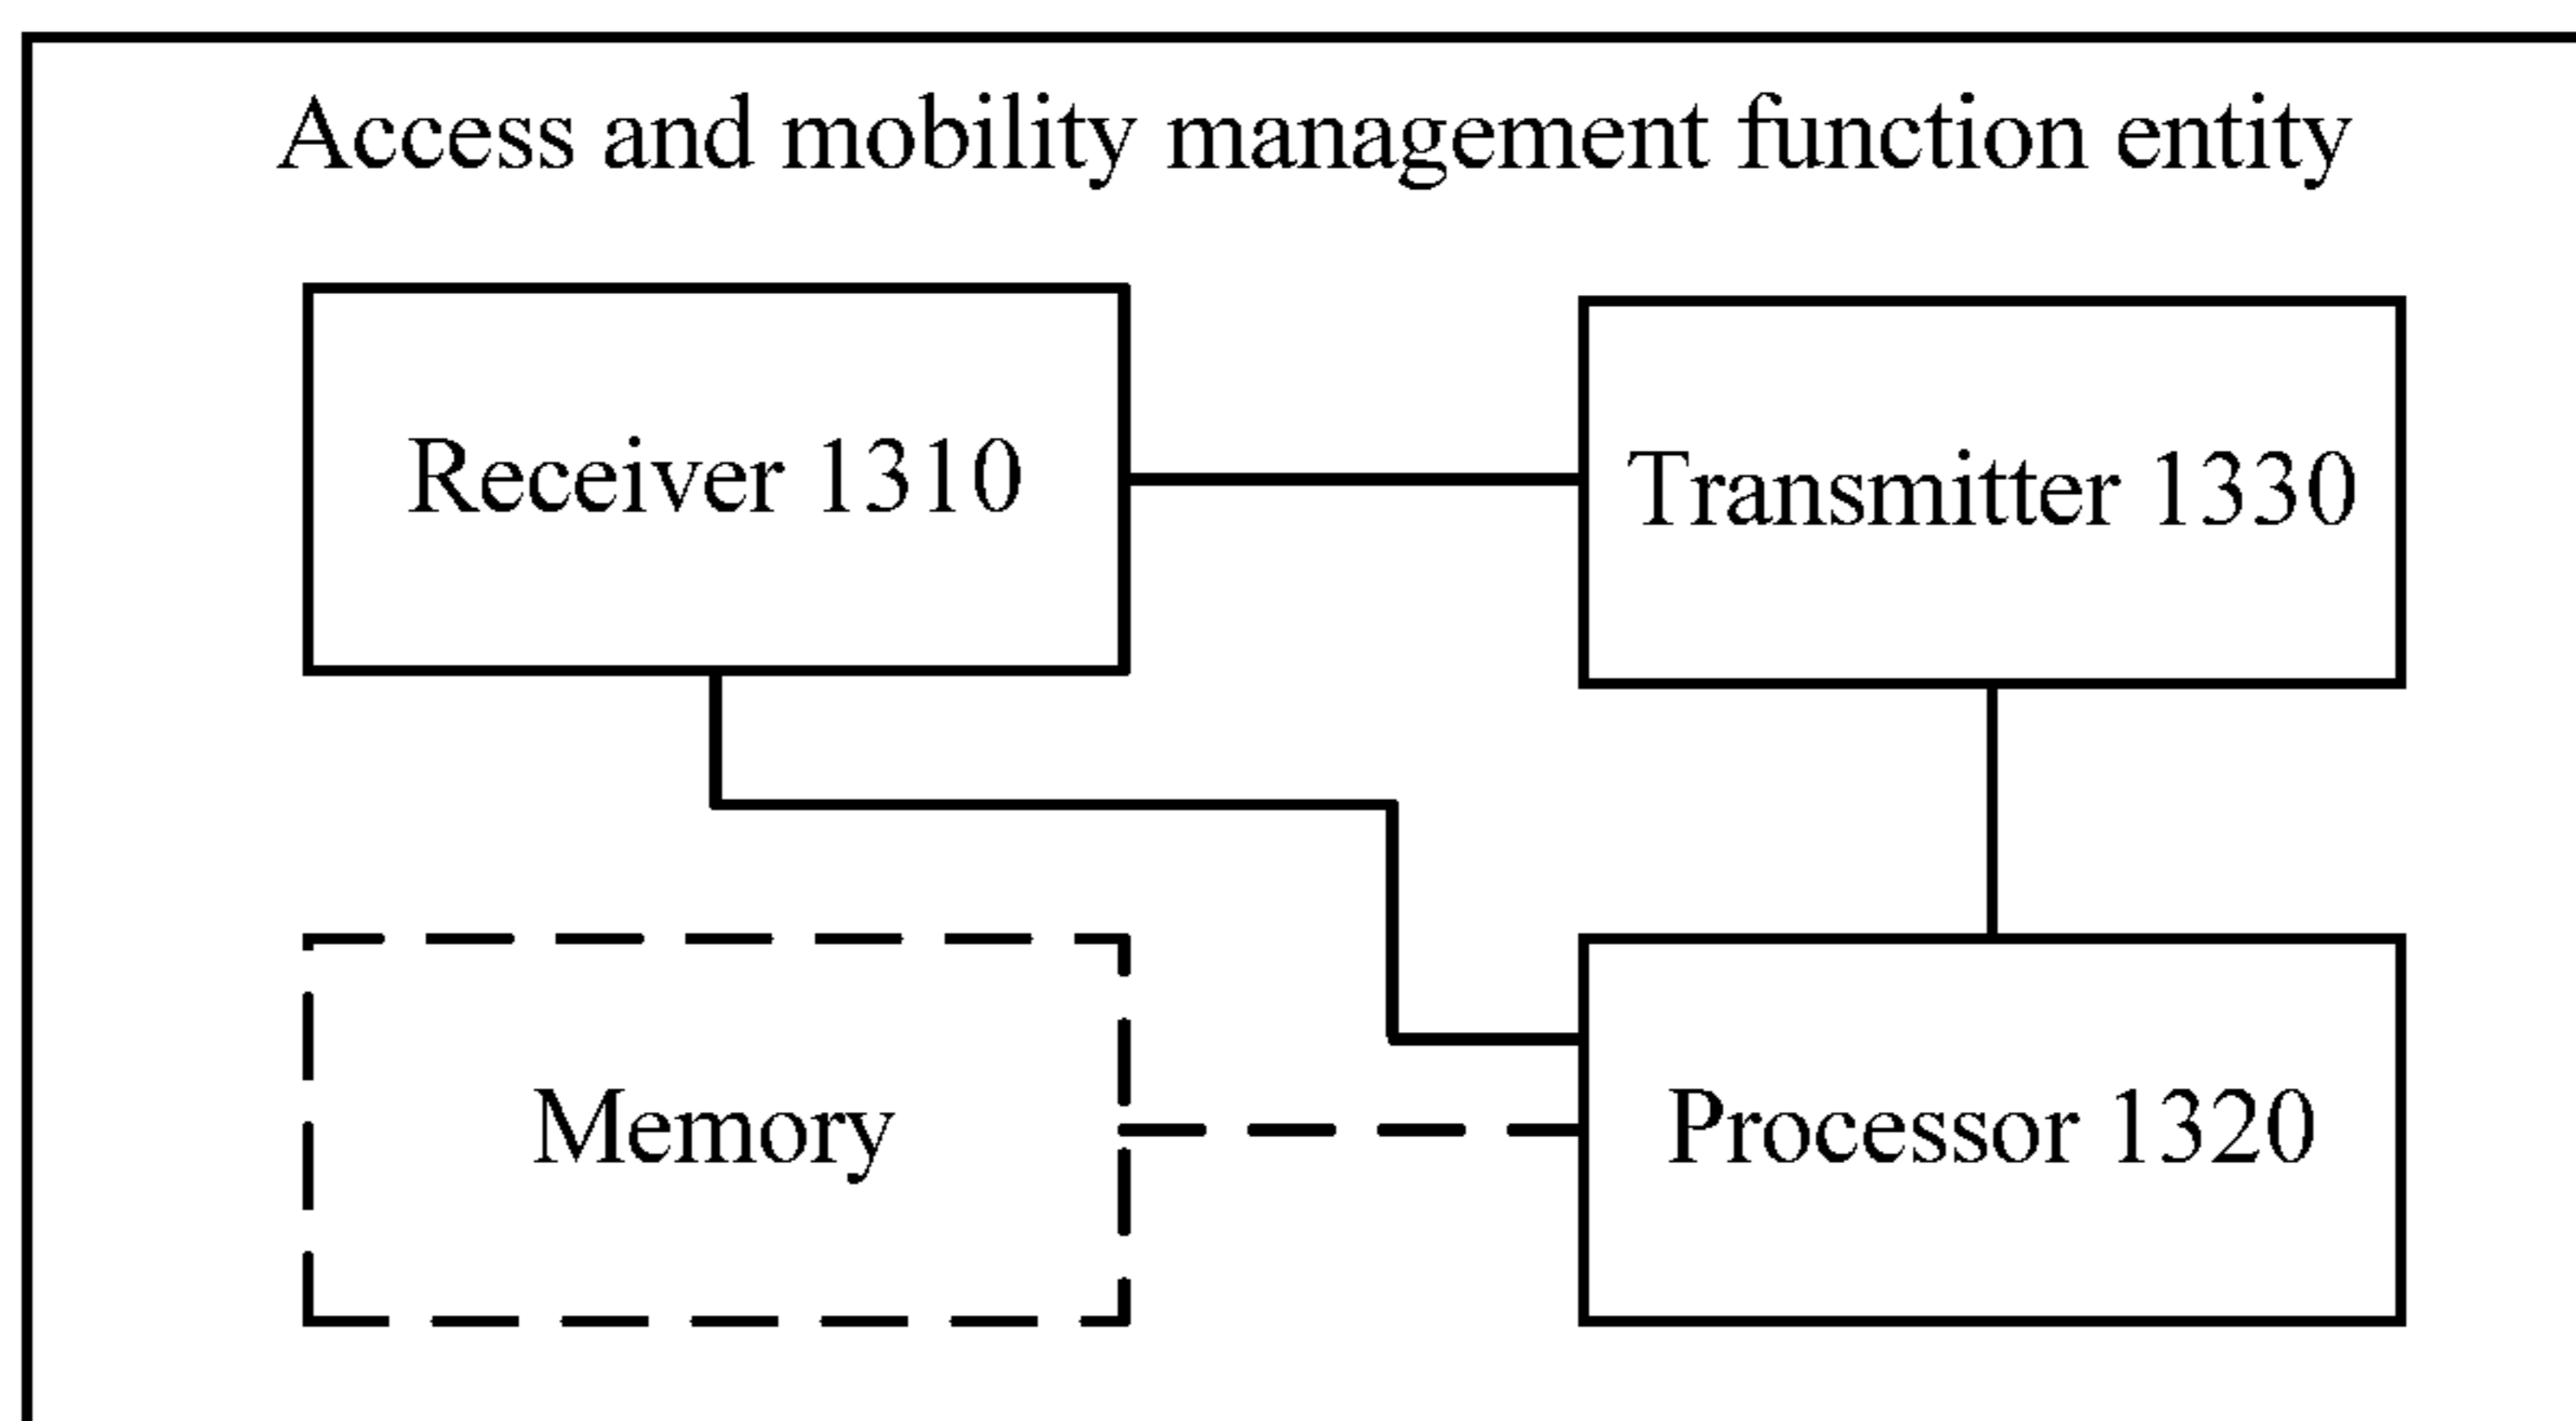 Access and mobility management function entity
Receiver 1310
Transmitter 1330
Memory
Processor 1320